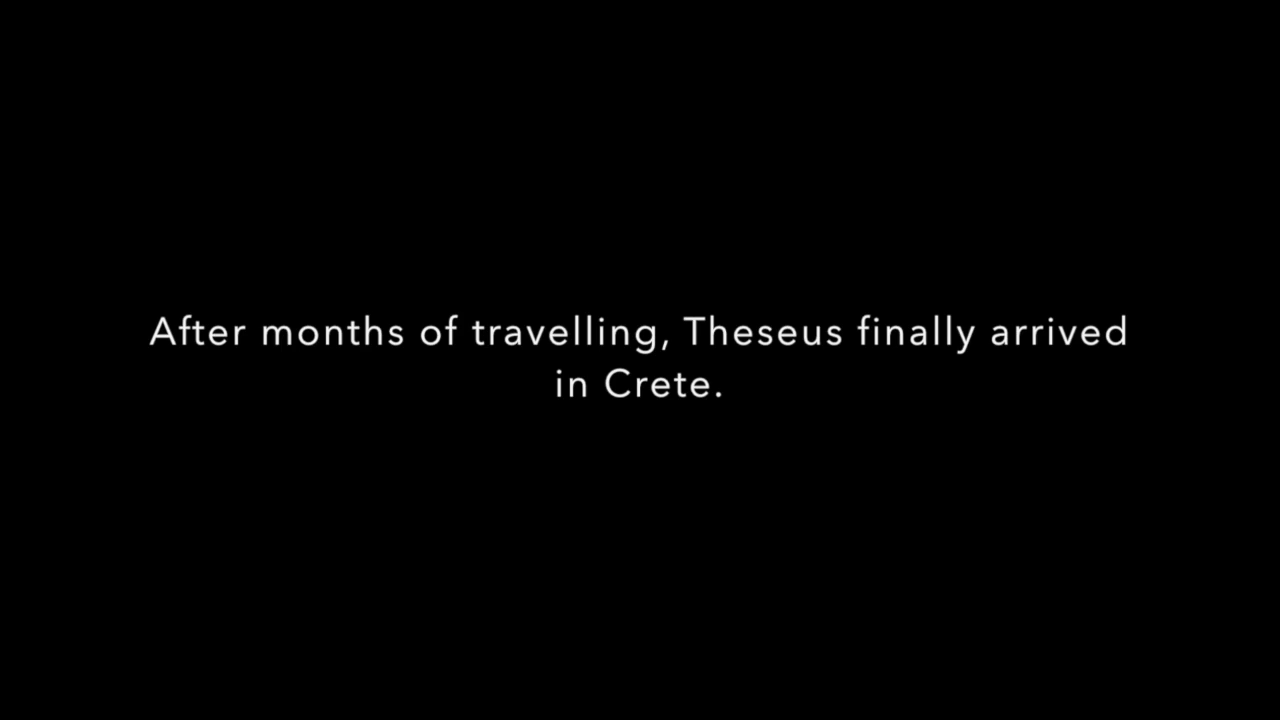 After months of travelling, Theseus finally arrived
in Crete.